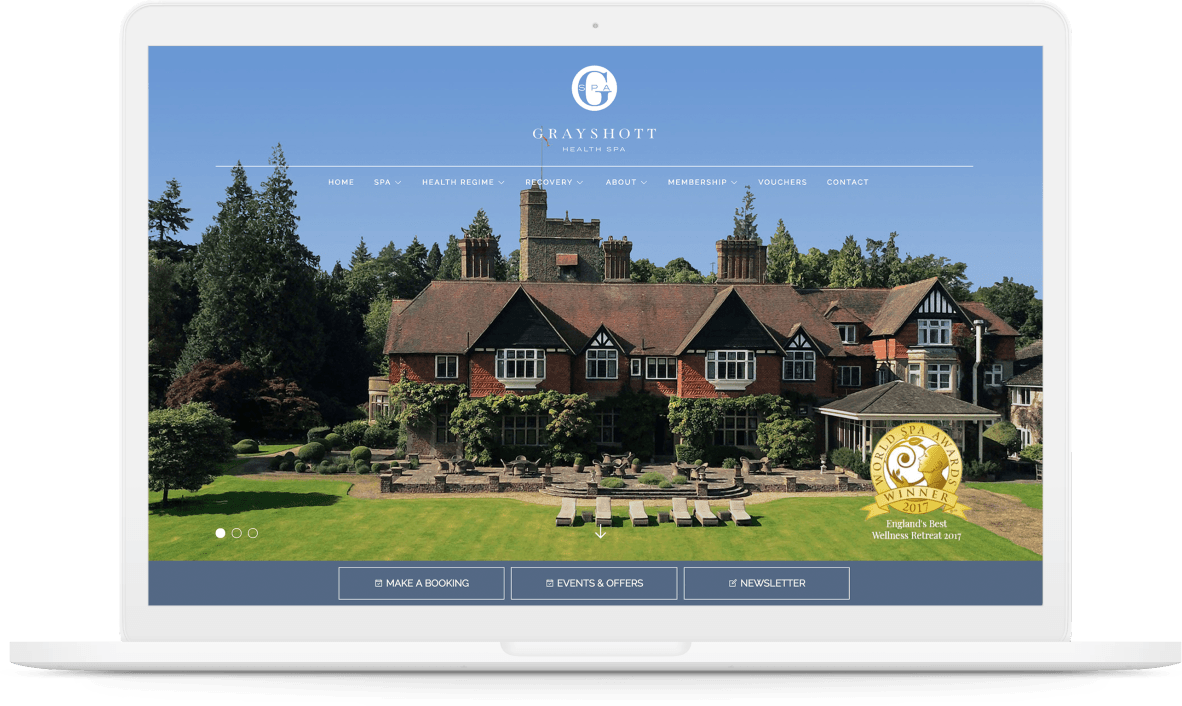 SPA
G
GRAYSHOTT
HEALTH SPA
HOME SPA HEALTH REGIME RECOVERY ABOUT MEMBERSHIP VOUCHERS CONTACT
WORLD SPA AWARDS
WINNER
2017
England's Best
Wellness Retreat 2017
MAKE A BOOKING EVENTS & OFFERS NEWSLETTER